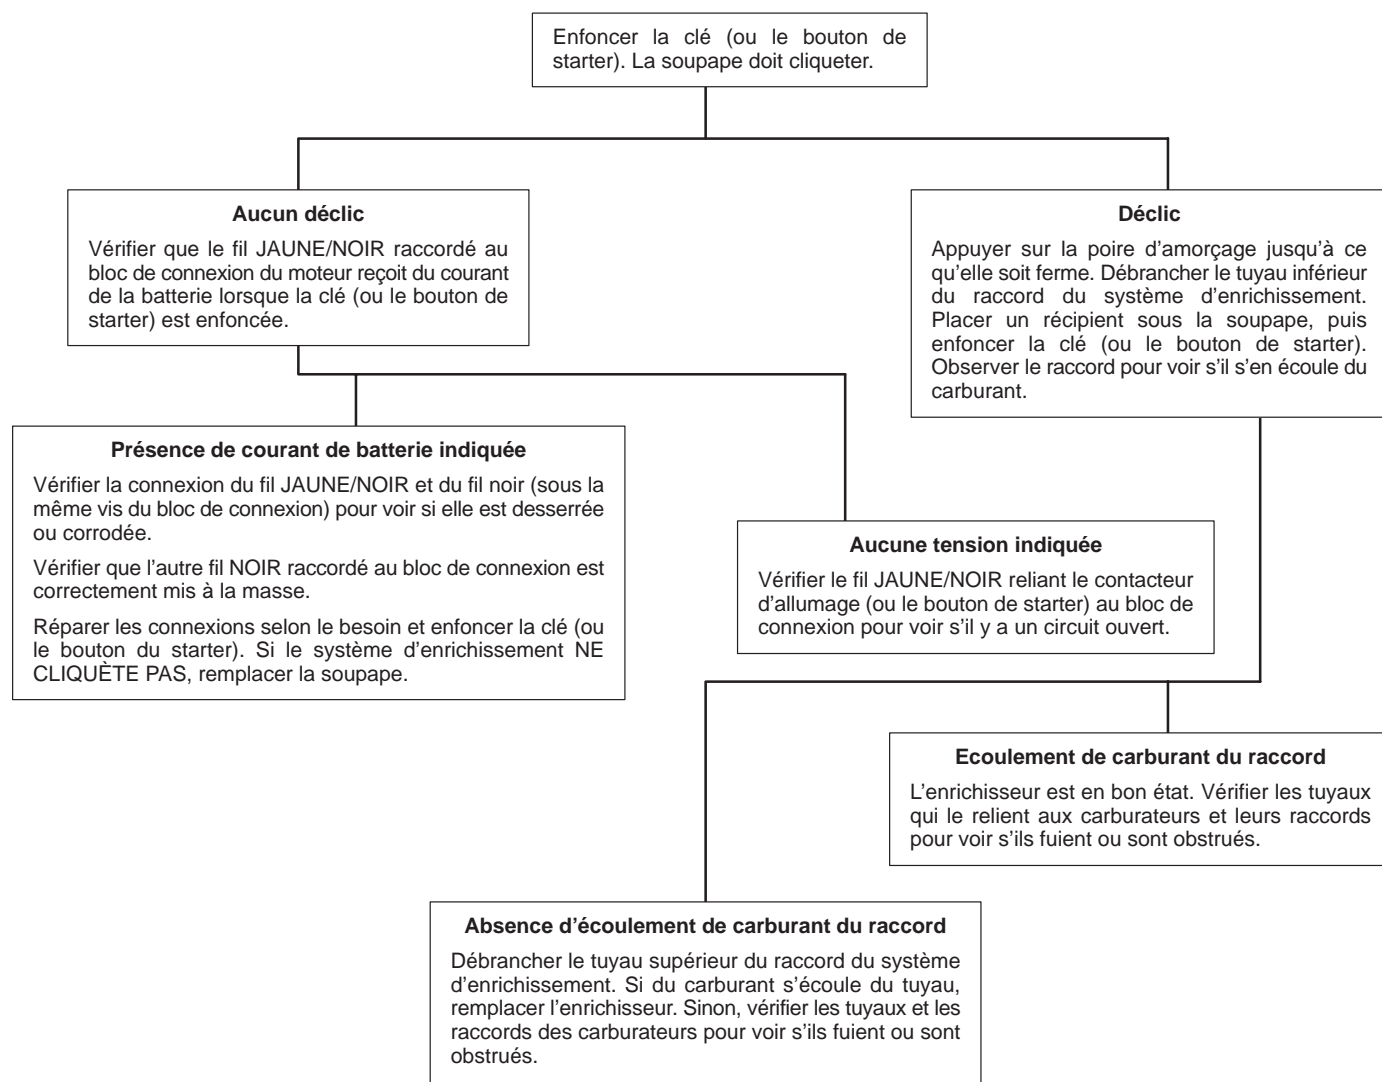 Enfoncer la clé (ou le bouton de
starter). La soupape doit cliqueter.
Aucun déclic
Vérifier que le fil JAUNE/NOIR raccordé au
bloc de connexion du moteur reçoit du courant
de la batterie lorsque la clé (ou le bouton de
starter) est enfoncée.
Déclic
Appuyer sur la poire d’amorçage jusqu’à ce
qu’elle soit ferme. Débrancher le tuyau inférieur
du raccord du système d’enrichissement.
Placer un récipient sous la soupape, puis
enfoncer la clé (ou le bouton de starter).
Observer le raccord pour voir s’il s’en écoule du
carburant.
Présence de courant de batterie indiquée
Vérifier la connexion du fil JAUNE/NOIR et du fil noir (sous la
même vis du bloc de connexion) pour voir si elle est desserrée
ou corrodée.
Vérifier que l’autre fil NOIR raccordé au bloc de connexion est
correctement mis à la masse.
Réparer les connexions selon le besoin et enfoncer la clé (ou
le bouton du starter). Si le système d’enrichissement NE
CLIQUÈTE PAS, remplacer la soupape.
Aucune tension indiquée
Vérifier le fil JAUNE/NOIR reliant le contacteur
d’allumage (ou le bouton de starter) au bloc de
connexion pour voir s’il y a un circuit ouvert.
Ecoulement de carburant du raccord
L’enrichisseur est en bon état. Vérifier les tuyaux
qui le relient aux carburateurs et leurs raccords
pour voir s’ils fuient ou sont obstrués.
Absence d’écoulement de carburant du raccord
Débrancher le tuyau supérieur du raccord du système
d’enrichissement. Si du carburant s’écoule du tuyau,
remplacer l’enrichisseur. Sinon, vérifier les tuyaux et les
raccords des carburateurs pour voir s’ils fuient ou sont
obstrués.